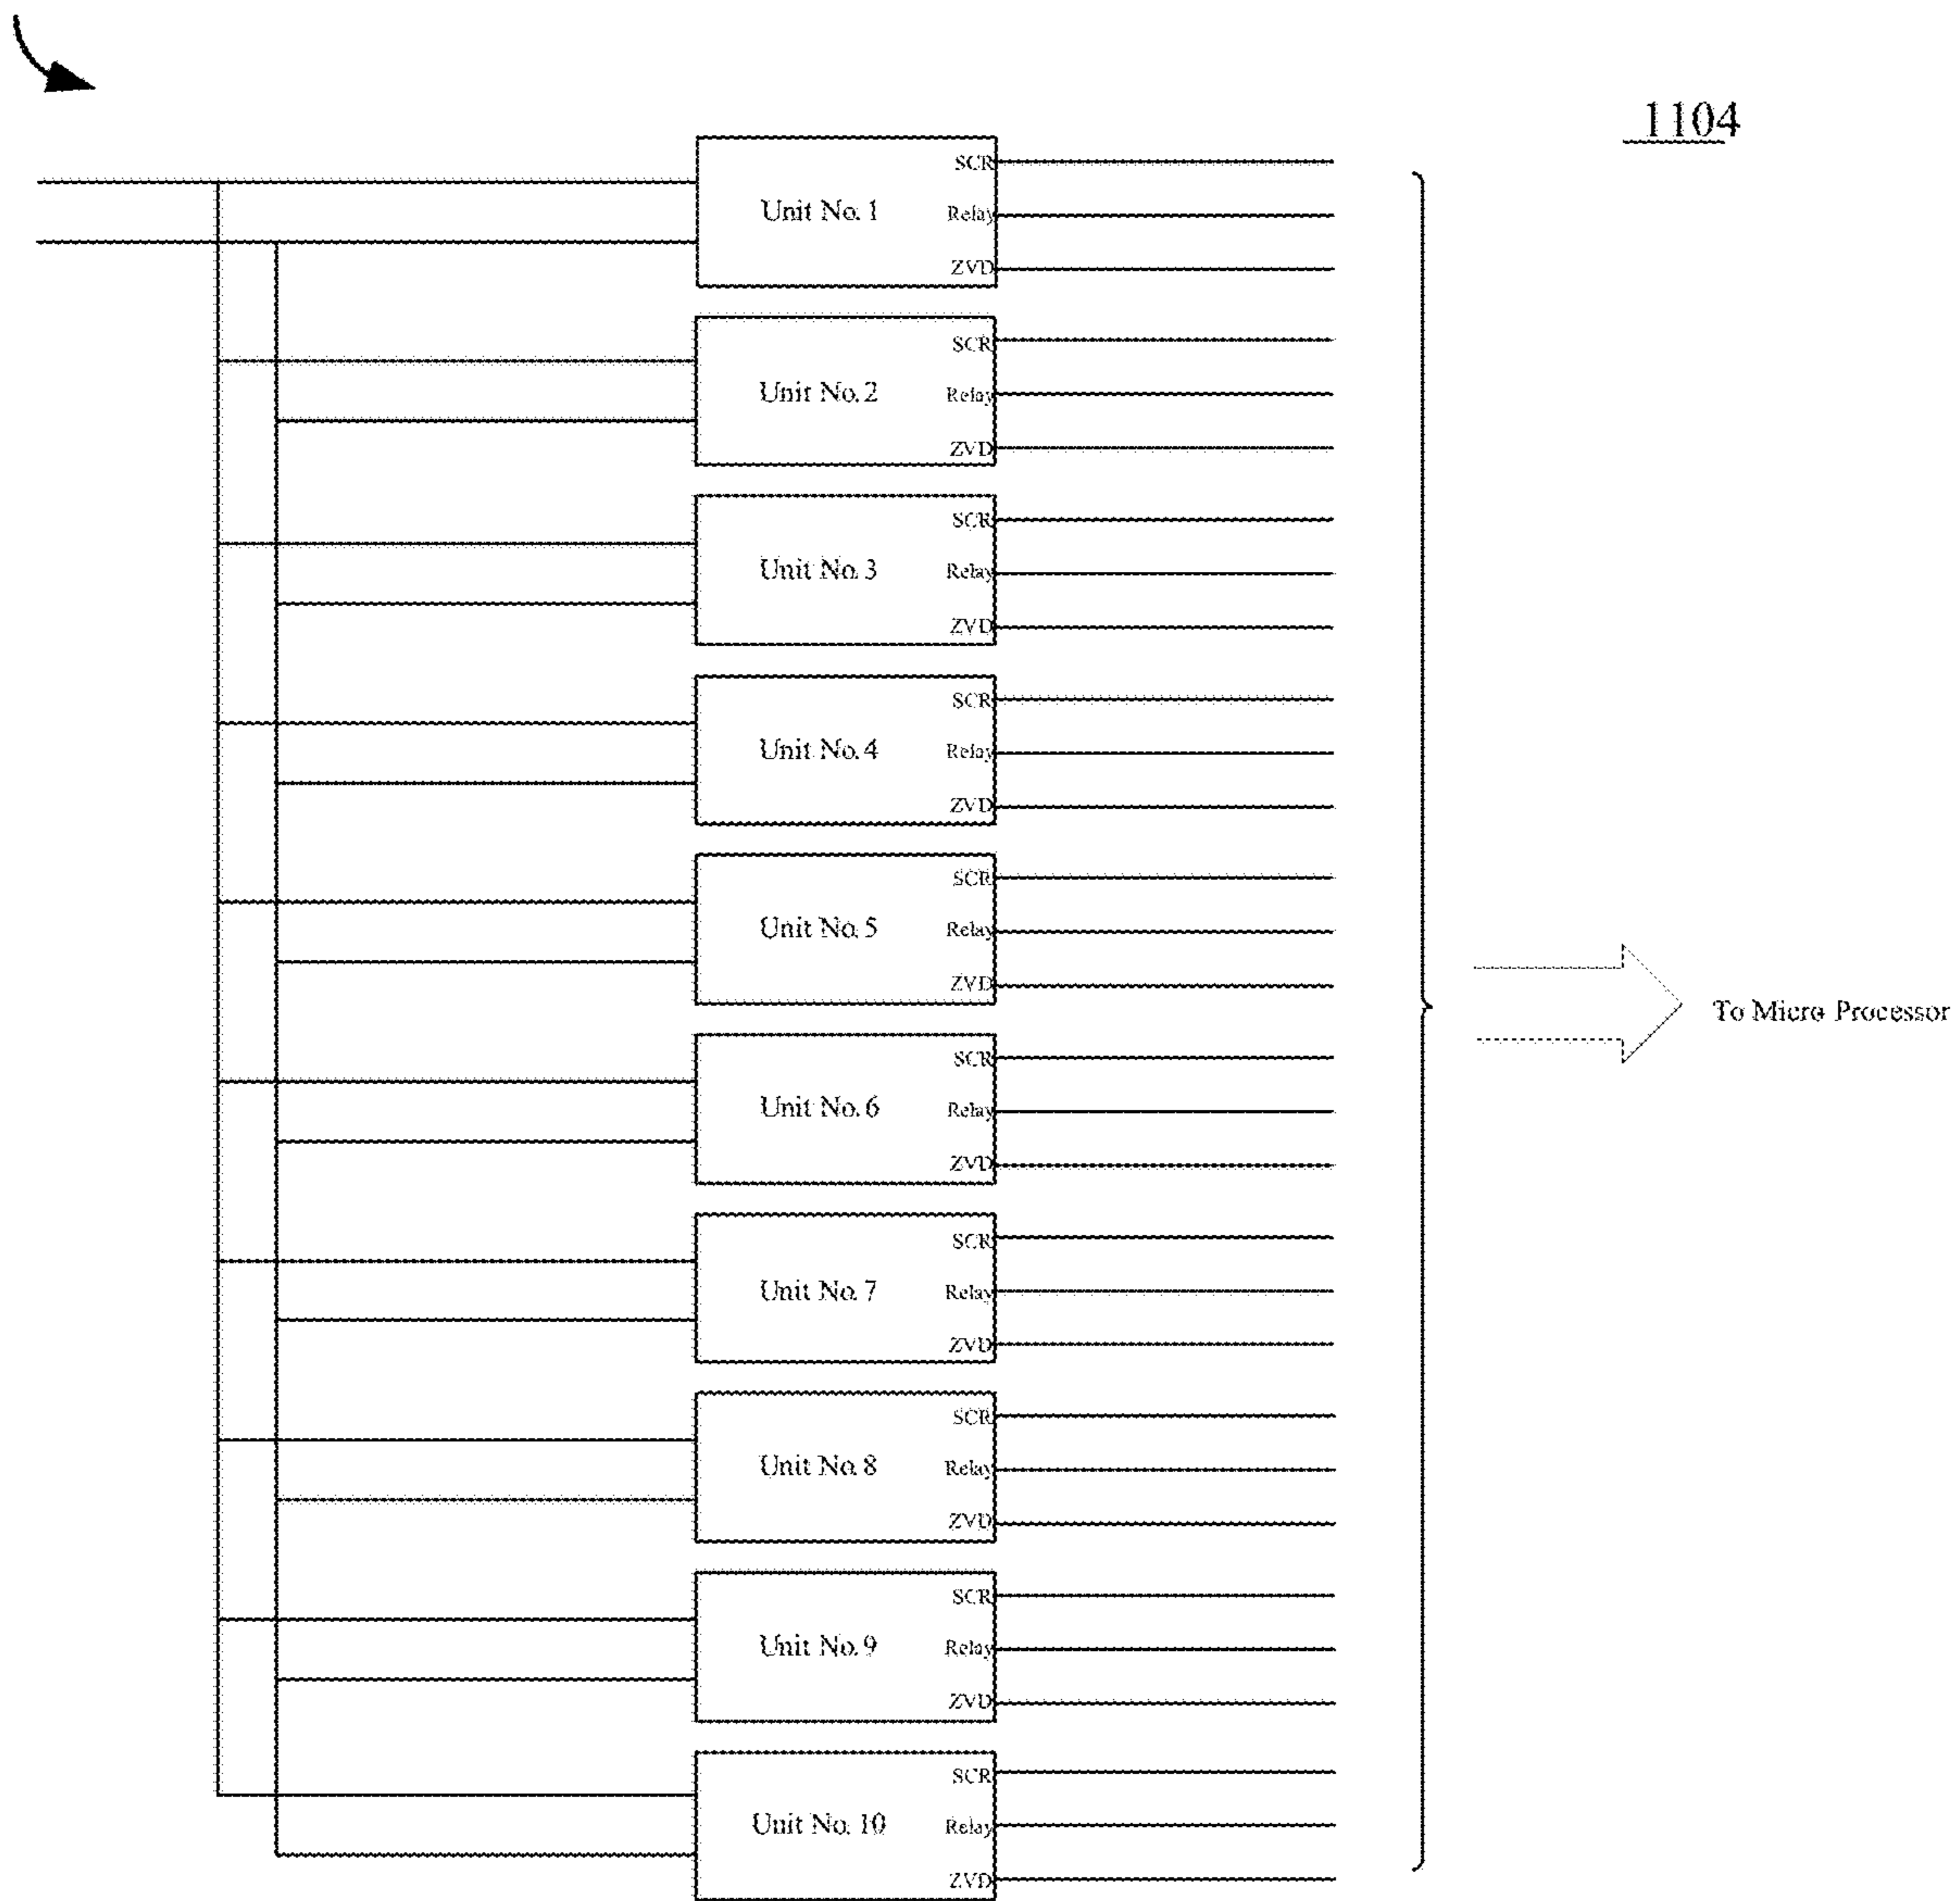 1104
SCR
Unit No. 1
Relay
ZVD
SCR
Unit No. 2
Relay
ZVD
SCR
Unit No. 3
Relay
ZVD
SCR
Unit No. 4
Relay
ZVD
SCR
Unit No. 5
Relay
ZVD
To Micro Processor
SCR
Unit No. 6
Relay
ZVD
SCR
Unit No. 7
Relay
ZVD
SCR
Unit No. 8
Relay
ZVD
SCR
Unit No. 9
Relay
ZVD
SCR
Unit No. 10
Relay
ZVD